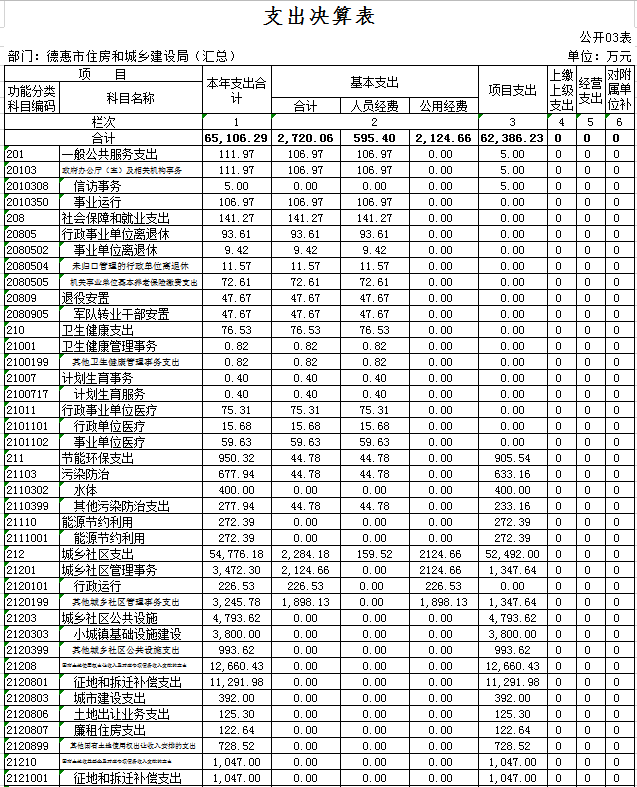 支出决算表
公开03表
部门：德惠市住房和城乡建设局（汇总）　单位：万元
项　目　本年支出合计　基本支出　项目支出　上缴上级支出　经营支出　对附属单位补
功能分类科目编码　科目名称　合计　人员经费　公用经费
栏次　1　2　3　4　5　6
合计　65,106.29　2,720.06　595.40　2,124.66　62,386.23　0　0　0
201　一般公共服务支出　111.97　106.97　106.97　0.00　5.00　0　0　0
20103　政府办公厅（室）及相关机构事务　111.97　106.97　106.97　0.00　5.00　0　0　0
2010308　信访事务　5.00　0.00　0.00　0.00　5.00　0　0　0
2010350　事业运行　106.97　106.97　106.97　0.00　0.00　0　0　0
208　社会保障和就业支出　141.27　141.27　141.27　0.00　0.00　0　0　0
20805　行政事业单位离退休　93.61　93.61　93.61　0.00　0.00　0　0　0
2080502　事业单位离退休　9.42　9.42　9.42　0.00　0.00　0　0　0
2080504　未归口管理的行政单位离退休　11.57　11.57　11.57　0.00　0.00　0　0　0
2080505　机关事业单位基本养老保险缴费支出　72.61　72.61　72.61　0.00　0.00　0　0　0
20809　退役安置　47.67　47.67　47.67　0.00　0.00　0　0　0
2080905　军队转业干部安置　47.67　47.67　47.67　0.00　0.00　0　0　0
210　卫生健康支出　76.53　76.53　76.53　0.00　0.00　0　0　0
21001　卫生健康管理事务　0.82　0.82　0.82　0.00　0.00　0　0　0
2100199　其他卫生健康管理事务支出　0.82　0.82　0.82　0.00　0.00　0　0　0
21007　计划生育事务　0.40　0.40　0.40　0.00　0.00　0　0　0
2100717　计划生育服务　0.40　0.40　0.40　0.00　0.00　0　0　0
21011　行政事业单位医疗　75.31　75.31　75.31　0.00　0.00　0　0　0
2101101　行政单位医疗　15.68　15.68　15.68　0.00　0.00　0　0　0
2101102　事业单位医疗　59.63　59.63　59.63　0.00　0.00　0　0　0
211　节能环保支出　950.32　44.78　44.78　0.00　905.54　0　0　0
21103　污染防治　677.94　44.78　44.78　0.00　633.16　0　0　0
2110302　水体　400.00　0.00　0.00　0.00　400.00　0　0　0
2110399　其他污染防治支出　277.94　44.78　44.78　0.00　233.16　0　0　0
21110　能源节约利用　272.39　0.00　0.00　0.00　272.39　0　0　0
2111001　能源节约利用　272.39　0.00　0.00　0.00　272.39　0　0　0
212　城乡社区支出　54,776.18　2,284.18　159.52　2124.66　52,492.00　0　0　0
21201　城乡社区管理事务　3,472.30　2,124.66　0.00　2124.66　1,347.64　0　0　0
2120101　行政运行　226.53　226.53　0.00　226.53　0.00　0　0　0
2120199　其他城乡社区管理事务支出　3,245.78　1,898.13　0.00　1,898.13　1,347.64　0　0　0
21203　城乡社区公共设施　4,793.62　0.00　0.00　0.00　4,793.62　0　0　0
2120303　小城镇基础设施建设　3,800.00　0.00　0.00　0.00　3,800.00　0　0　0
2120399　其他城乡社区公共设施支出　993.62　0.00　0.00　0.00　993.62　0　0　0
21208　12,660.43　0.00　0.00　0.00　12,660.43　0　0　0
2120801　征地和拆迁补偿支出　11,291.98　0.00　0.00　0.00　11,291.98　0　0　0
2120803　城市建设支出　392.00　0.00　0.00　0.00　392.00　0　0　0
2120806　土地出让业务支出　125.30　0.00　0.00　0.00　125.30　0　0　0
2120807　廉租住房支出　122.64　0.00　0.00　0.00　122.64　0　0　0
2120899　其他国有土地使用权出让收入安排的支出　728.52　0.00　0.00　0.00　728.52　0　0　0
21210　1,047.00　0.00　0.00　0.00　1,047.00　0　0　0
2121001　征地和拆迁补偿支出　1,047.00　0.00　0.00　0.00　1,047.00　0　0　0